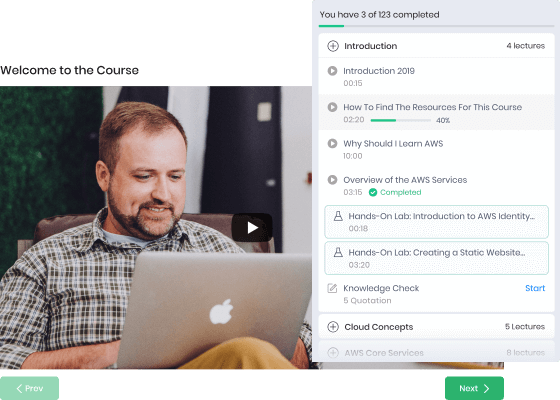 You have 3 of 123 completed
Welcome to the Course
Introduction
4 lectures
Introduction 2019
00:15
How To Find The Resources For This Course
02:20
40%
Why Should I Learn AWS
10:00
Overview of the AWS Services
03:15
Completed
Hands-On Lab: Introduction to AWS Identity...
00:18
Hands-On Lab: Creating a Static Website...
03:20
Knowledge Check
Start
5 Quotation
Cloud Concepts
5 Lectures
AWS Core Services
8 lectures
Prev
Next